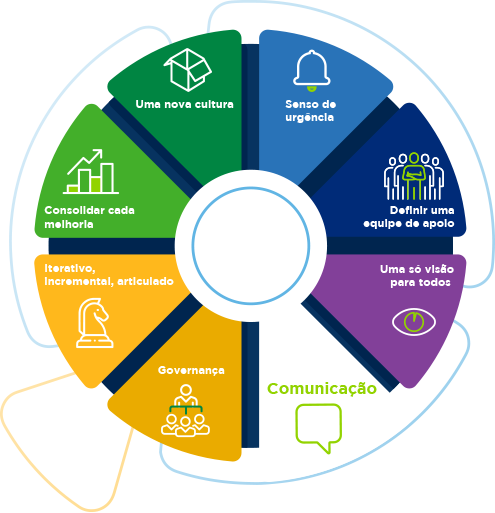 Uma nova cultura
Senso de
urgência
Definir uma
equipe de apoio
Uma só visão
para todos
Comunicação
Governança
Iterativo,
incremental, articulado
Consolidar cada
melhoria